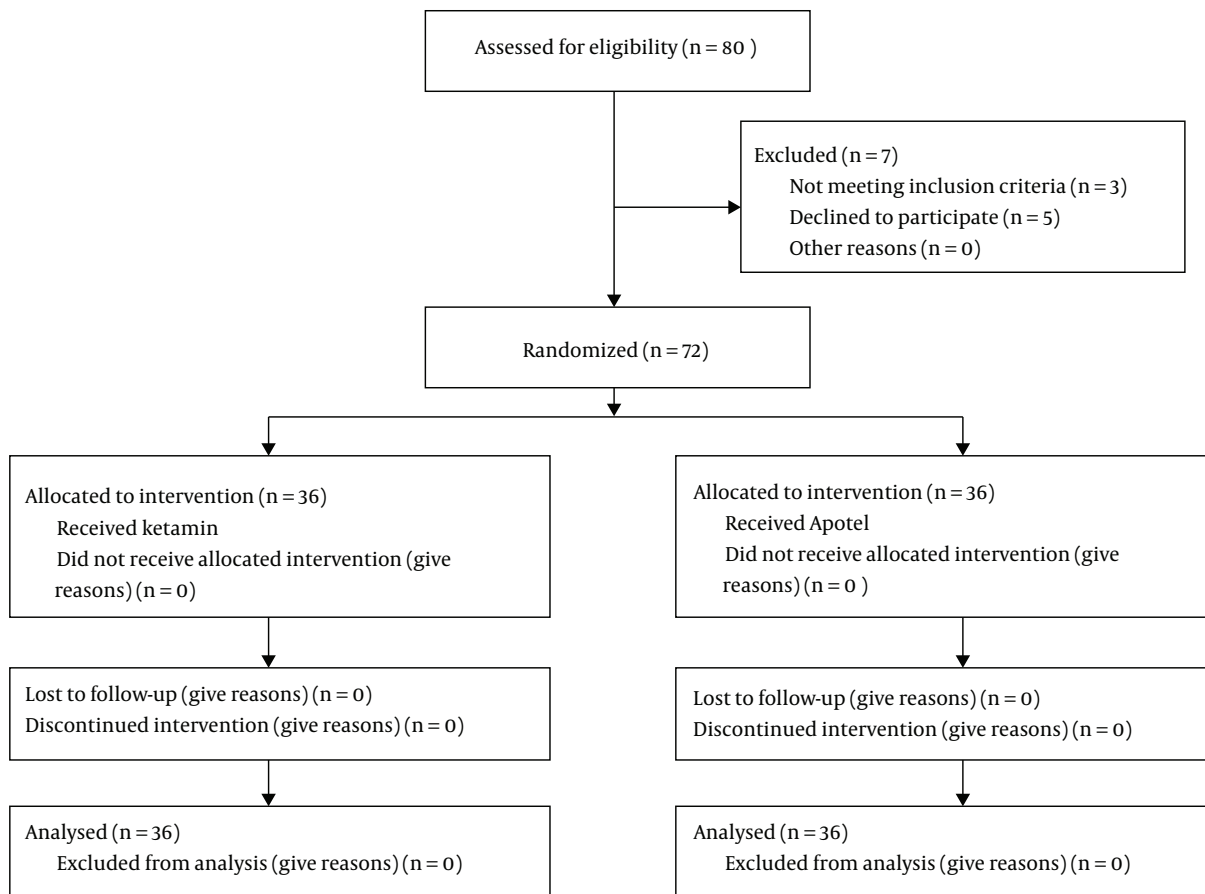 Assessed for eligibility (n = 80 )
Excluded (n = 7)
Not meeting inclusion criteria (n = 3)
Declined to participate (n = 5)
Other reasons (n = 0)
Randomized (n = 72)
Allocated to intervention (n = 36)
Received ketamin
Did not receive allocated intervention (give
reasons) (n = 0)
Allocated to intervention (n = 36)
Received Apotel
Did not receive allocated intervention (give
reasons) (n = 0 )
Lost to follow-up (give reasons) (n = 0)
Discontinued intervention (give reasons) (n = 0)
Lost to follow-up (give reasons) (n = 0)
Discontinued intervention (give reasons) (n = 0)
Analysed (n = 36)
Excluded from analysis (give reasons) (n = 0)
Analysed (n = 36)
Excluded from analysis (give reasons) (n = 0)